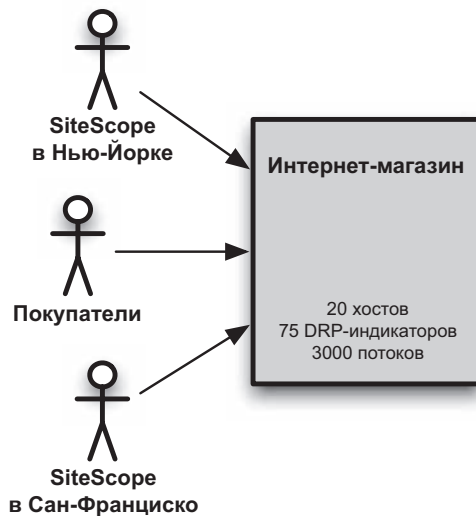 SiteScope
в Нью-Йорке
Интернет-магазин
Покупатели
20 хостов
75 DRP-индикаторов
3000 потоков
SiteScope
в Сан-Франциско